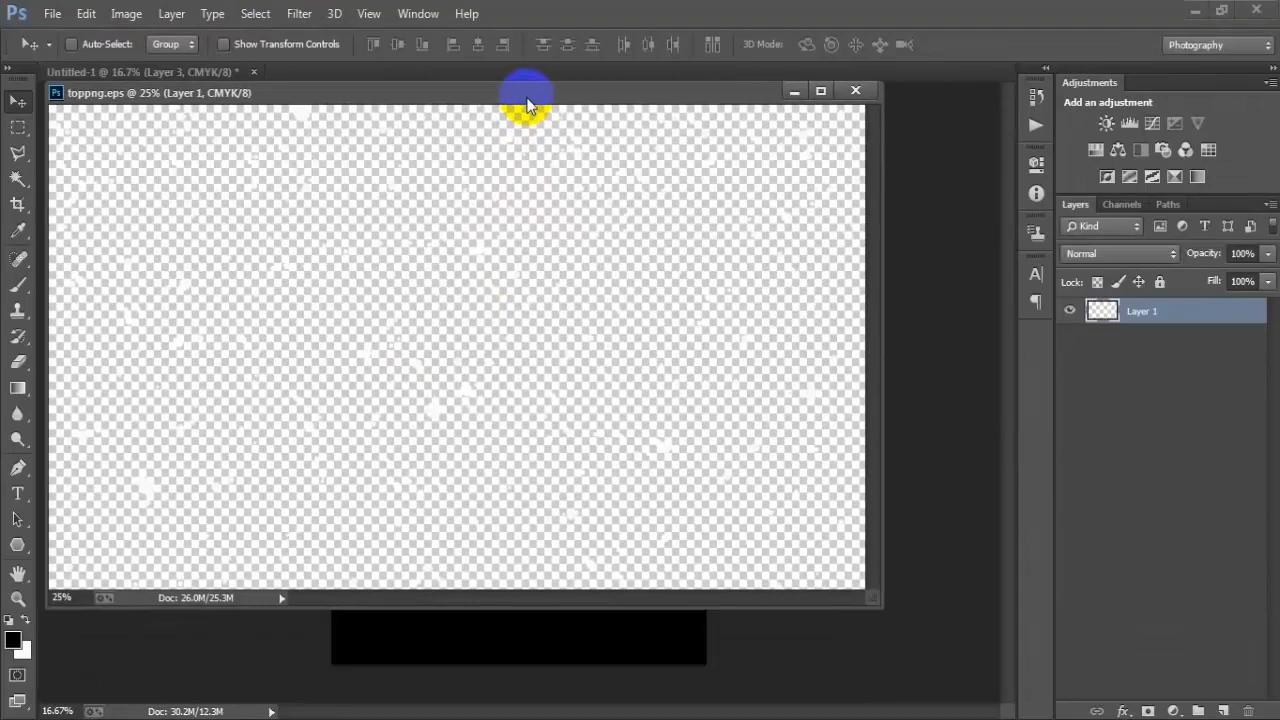 Ps File Edit Image Layer Type Select Filter 3D View Window Help
Auto-Select: Group Show Transform Controls 3D Mode: Photography
Untitled-1 @ 16.7% (Layer 3, CMYK/8) *
Ps toppng.eps @ 25% (Layer 1, CMYK/8)
Adjustments
Add an adjustment
Layers Channels Paths
Kind
Normal Opacity: 100%
Lock: Fill: 100%
Layer 1
25% Doc: 26.0M/25.3M
16.67% Doc: 30.2M/12.3M